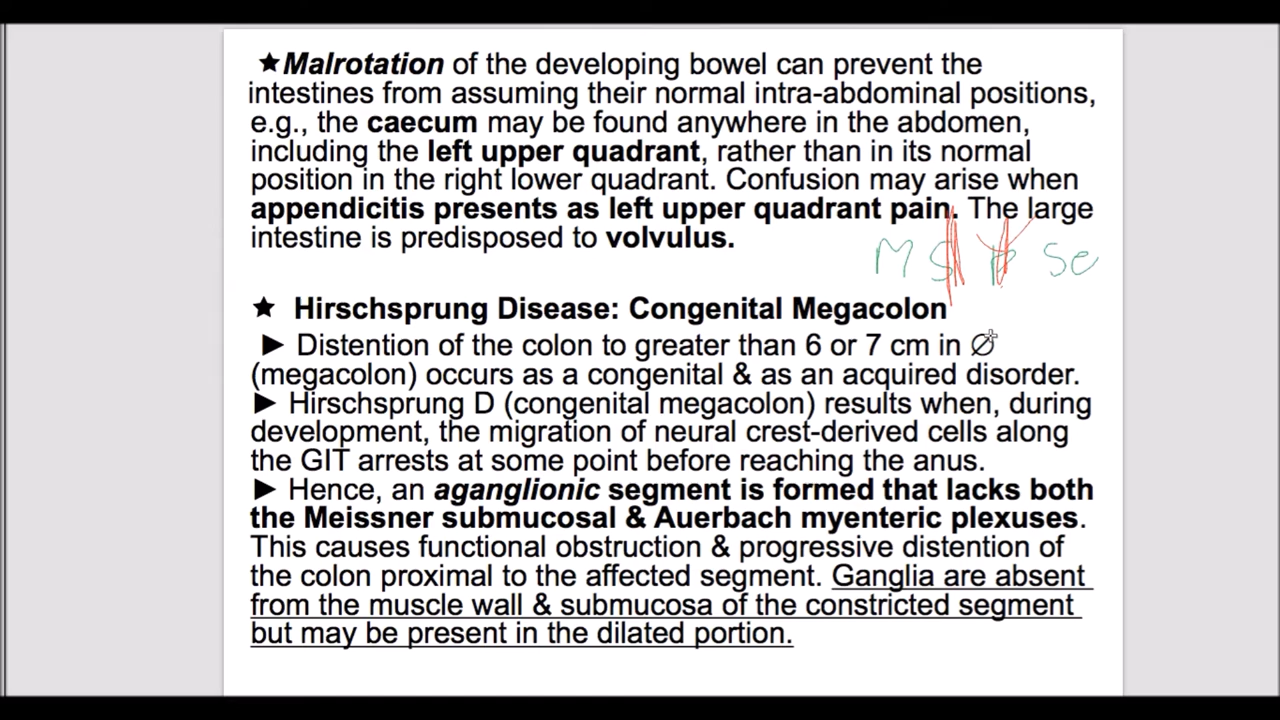 ★ Malrotation of the developing bowel can prevent the
intestines from assuming their normal intra-abdominal positions,
e.g., the caecum may be found anywhere in the abdomen,
including the left upper quadrant, rather than in its normal
position in the right lower quadrant. Confusion may arise when
appendicitis presents as left upper quadrant pain. The large
intestine is predisposed to volvulus.
M S Se
★ Hirschsprung Disease: Congenital Megacolon
► Distention of the colon to greater than 6 or 7 cm in ∅
(megacolon) occurs as a congenital & as an acquired disorder.
► Hirschsprung D (congenital megacolon) results when, during
development, the migration of neural crest-derived cells along
the GIT arrests at some point before reaching the anus.
► Hence, an aganglionic segment is formed that lacks both
the Meissner submucosal & Auerbach myenteric plexuses.
This causes functional obstruction & progressive distention of
the colon proximal to the affected segment. Ganglia are absent
from the muscle wall & submucosa of the constricted segment
but may be present in the dilated portion.